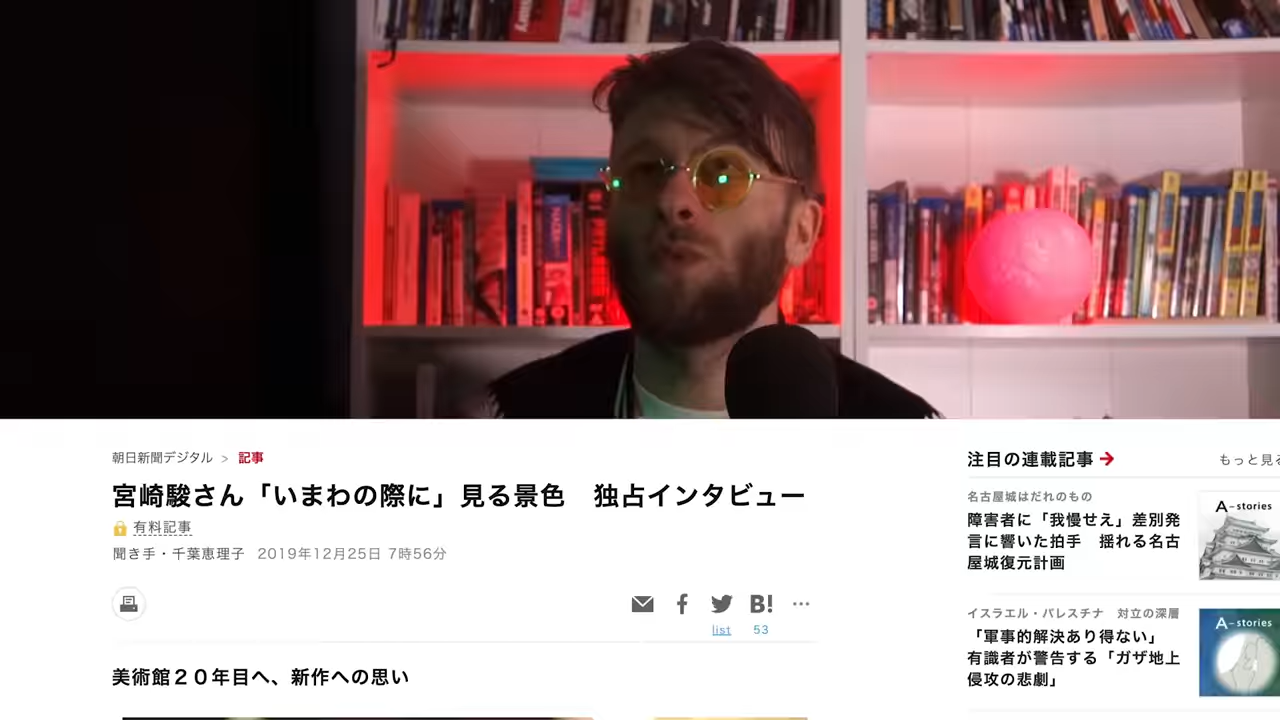 朝日新聞デジタル > 記事
宮崎駿さん「いまわの際に」見る景色　独占インタビュー
有料記事
聞き手・千葉恵理子 2019年12月25日 7時56分
B!
list
53
美術館２０年目へ、新作への思い
注目の連載記事
もっと見る
名古屋城はだれのもの
障害者に「我慢せえ」差別発
言に響いた拍手　揺れる名古
屋城復元計画
A-stories
イスラエル・パレスチナ　対立の深層
「軍事的解決あり得ない」
有識者が警告する「ガザ地上
侵攻の悲劇」
A-stories